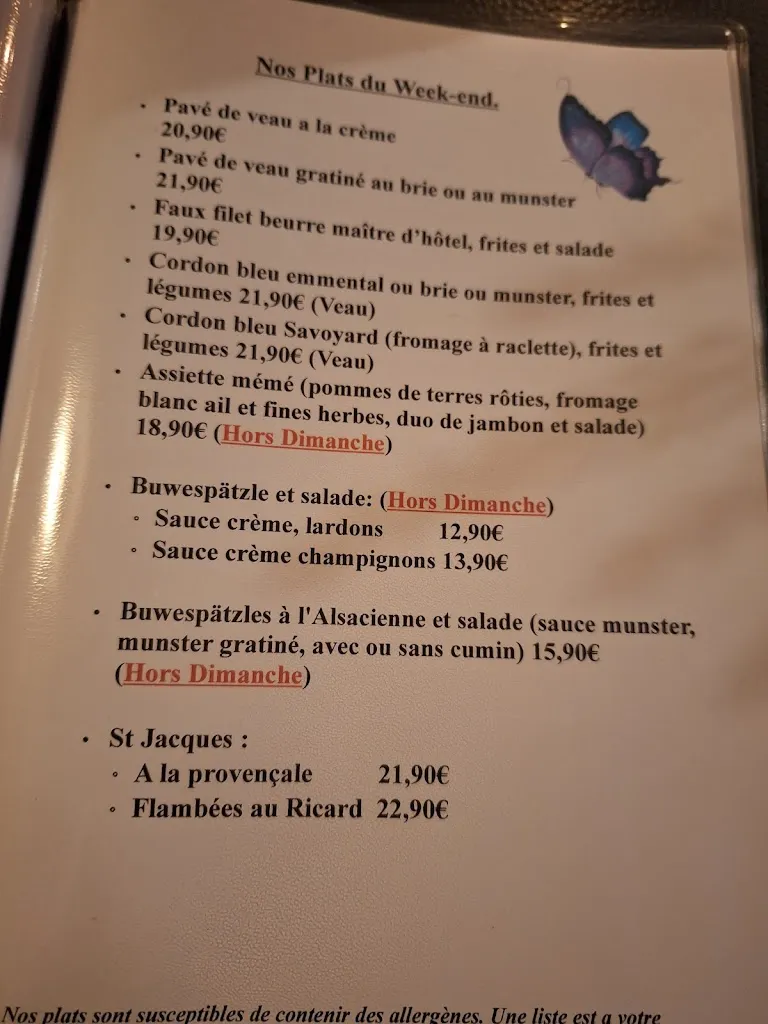 Nos Plats du Week-end.
• Pavé de veau a la crème
20,90€
• Pavé de veau gratiné au brie ou au munster
21,90€
• Faux filet beurre maître d'hôtel, frites et salade
19,90€
• Cordon bleu emmental ou brie ou munster, frites et
légumes 21,90€ (Veau)
• Cordon bleu Savoyard (fromage à raclette), frites et
légumes 21,90€ (Veau)
• Assiette mémé (pommes de terres rôties, fromage
blanc ail et fines herbes, duo de jambon et salade)
18,90€ (Hors Dimanche)
• Buwespätzle et salade: (Hors Dimanche)
◦ Sauce crème, lardons 12,90€
◦ Sauce crème champignons 13,90€
• Buwespätzles à l'Alsacienne et salade (sauce munster,
munster gratiné, avec ou sans cumin) 15,90€
(Hors Dimanche)
• St Jacques :
◦ A la provençale 21,90€
◦ Flambées au Ricard 22,90€
Nos plats sont susceptibles de contenir des allergènes. Une liste est a votre